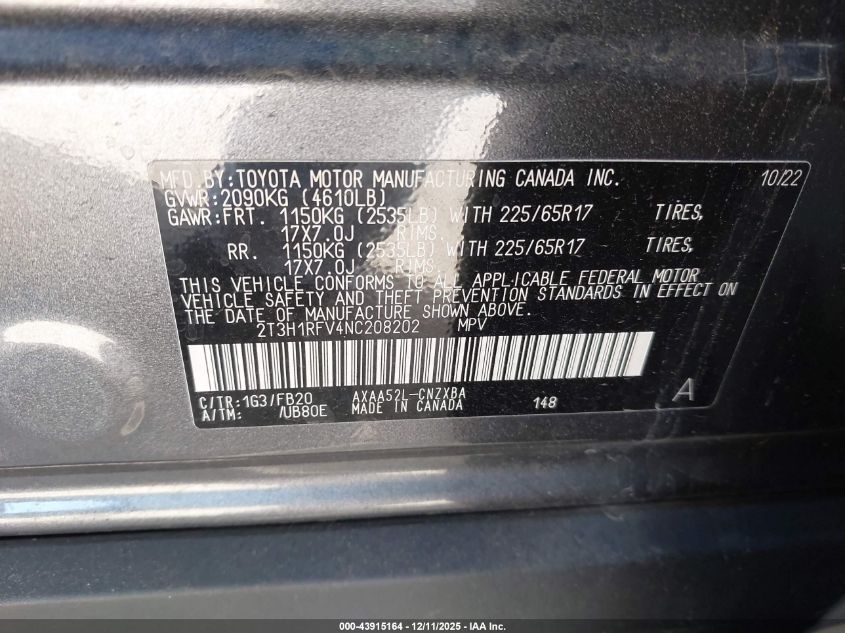 MFD.BY:TOYOTA MOTOR MANUFACTURING CANADA INC. 10/22
GVWR:2090KG (4610LB)
GAWR:FRT. 1150KG (2535LB) WITH 225/65R17 TIRES,
17X7.0J RIMS,
RR. 1150KG (2535LB) WITH 225/65R17 TIRES,
17X7.0J RIMS
THIS VEHICLE CONFORMS TO ALL APPLICABLE FEDERAL MOTOR
VEHICLE SAFETY AND THEFT PREVENTION STANDARDS IN EFFECT ON
THE DATE OF MANUFACTURE SHOWN ABOVE.
2T3H1RFV4NC208202 MPV
C/TR:1G3/FB20 AXAA52L-CNZXBA A
A/TM: /UB80E MADE IN CANADA 148
000-43915164 - 12/11/2025 - IAA Inc.